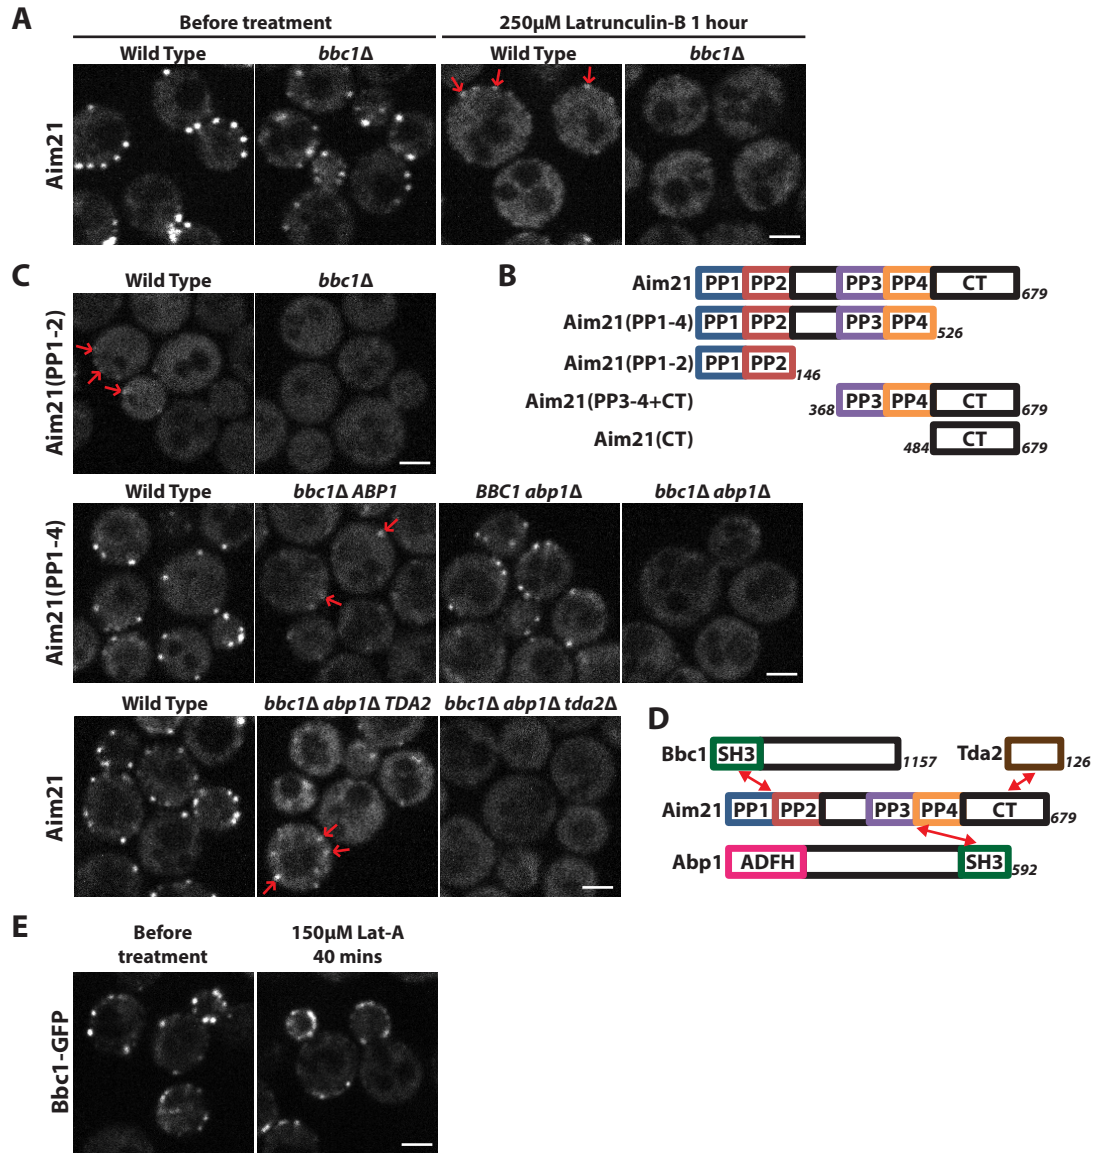 A
Before treatment
250μM Latrunculin-B 1 hour
Wild Type
bbc1Δ
Wild Type
bbc1Δ
Aim21
C
Wild Type
bbc1Δ
Aim21(PP1-2)
B
Aim21
PP1 PP2 PP3 PP4 CT 679
Aim21(PP1-4)
PP1 PP2 PP3 PP4 526
Aim21(PP1-2)
PP1 PP2 146
Aim21(PP3-4+CT)
368 PP3 PP4 CT 679
Aim21(CT)
484 CT 679
Wild Type
bbc1Δ ABP1
BBC1 abp1Δ
bbc1Δ abp1Δ
Aim21(PP1-4)
Wild Type
bbc1Δ abp1Δ TDA2
bbc1Δ abp1Δ tda2Δ
Aim21
D
Bbc1 SH3 1157
Tda2 126
Aim21 PP1 PP2 PP3 PP4 CT 679
Abp1 ADFH SH3 592
E
Before
treatment
150μM Lat-A
40 mins
Bbc1-GFP